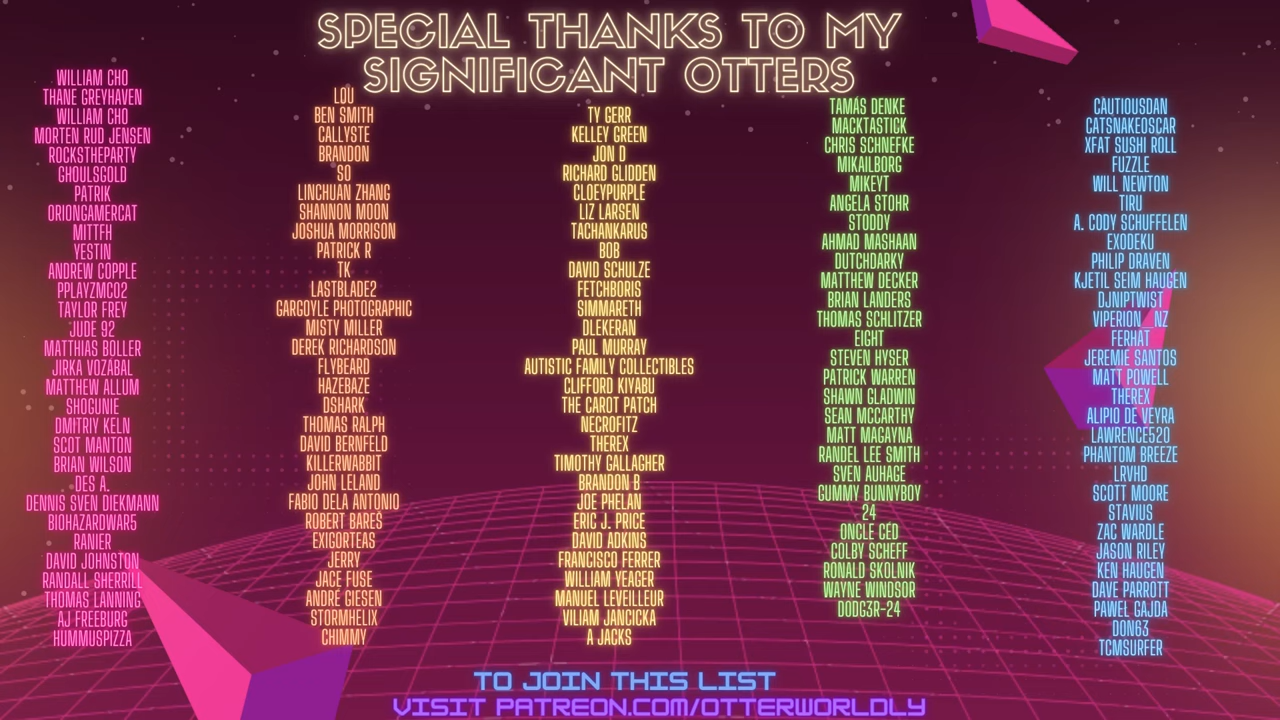 SPECIAL THANKS TO MY
SIGNIFICANT OTTERS
WILLIAM CHO
THANE GREYHAVEN
WILLIAM CHO
MORTEN RUD JENSEN
ROCKSTHEPARTY
GHOULSGOLD
PATRIK
ORIONGAMERCAT
MITTFH
YESTIN
ANDREW COPPLE
PPLAYZMC02
TAYLOR FREY
JUDE 92
MATTHIAS BÖLLER
JIRKA VOZÁBAL
MATTHEW ALLUM
SHOGUNIE
DMITRIY KELN
SCOT MANTON
BRIAN WILSON
DES A.
DENNIS SVEN DIEKMANN
BIOHAZARDWAR5
RANIER
DAVID JOHNSTON
RANDALL SHERRILL
THOMAS LANNING
AJ FREEBURG
HUMMUSPIZZA
LOU
BEN SMITH
CALLYSTE
BRANDON
SO
LINCHUAN ZHANG
SHANNON MOON
JOSHUA MORRISON
PATRICK R
TK
LASTBLADE2
GARGOYLE PHOTOGRAPHIC
MISTY MILLER
DEREK RICHARDSON
FLYBEARD
HAZEBAZE
DSHARK
THOMAS RALPH
DAVID BERNFELD
KILLERWABBIT
JOHN LELAND
FABIO DELA ANTONIO
ROBERT BAREŠ
EXIGORTEAS
JERRY
JACE FUSE
ANDRÉ GIESEN
STORMHELIX
CHIMMY
TY GERR
KELLEY GREEN
JON D
RICHARD GLIDDEN
CLOEYPURPLE
LIZ LARSEN
TACHANKARUS
BOB
DAVID SCHULZE
FETCHBORIS
SIMMARETH
DLEKERAN
PAUL MURRAY
AUTISTIC FAMILY COLLECTIBLES
CLIFFORD KIYABU
THE CAROT PATCH
NECROFITZ
THEREX
TIMOTHY GALLAGHER
BRANDON B
JOE PHELAN
ERIC J. PRICE
DAVID ADKINS
FRANCISCO FERRER
WILLIAM YEAGER
MANUEL LEVEILLEUR
VILIAM JANCICKA
A JACKS
TAMÁS DENKE
MACKTASTICK
CHRIS SCHNEFKE
MIKAILBORG
MIKEYT
ANGELA STOHR
STODDY
AHMAD MASHAAN
DUTCHDARKY
MATTHEW DECKER
BRIAN LANDERS
THOMAS SCHLITZER
EIGHT
STEVEN HYSER
PATRICK WARREN
SHAWN GLADWIN
SEAN MCCARTHY
MATT MAGAYNA
RANDEL LEE SMITH
SVEN AUHAGE
GUMMY BUNNYBOY
24
ONCLE CED
COLBY SCHEFF
RONALD SKOLNIK
WAYNE WINDSOR
DODG3R-24
CAUTIOUSDAN
CATSNAKEOSCAR
XFAT SUSHI ROLL
FUZZLE
WILL NEWTON
TIRU
A. CODY SCHUFFELEN
EXODEKU
PHILIP DRAVEN
KJETIL SEIM HAUGEN
DJNIPTWIST
VIPERION_NZ
FERHAT
JEREMIE SANTOS
MATT POWELL
THEREX
ALIPIO DE VEYRA
LAWRENCE520
PHANTOM BREEZE
LRVHD
SCOTT MOORE
STAVIUS
ZAC WARDLE
JASON RILEY
KEN HAUGEN
DAVE PARROTT
PAWEL GAJDA
DON63
TCMSURFER
TO JOIN THIS LIST
VISIT PATREON.COM/OTTERWORLDLY